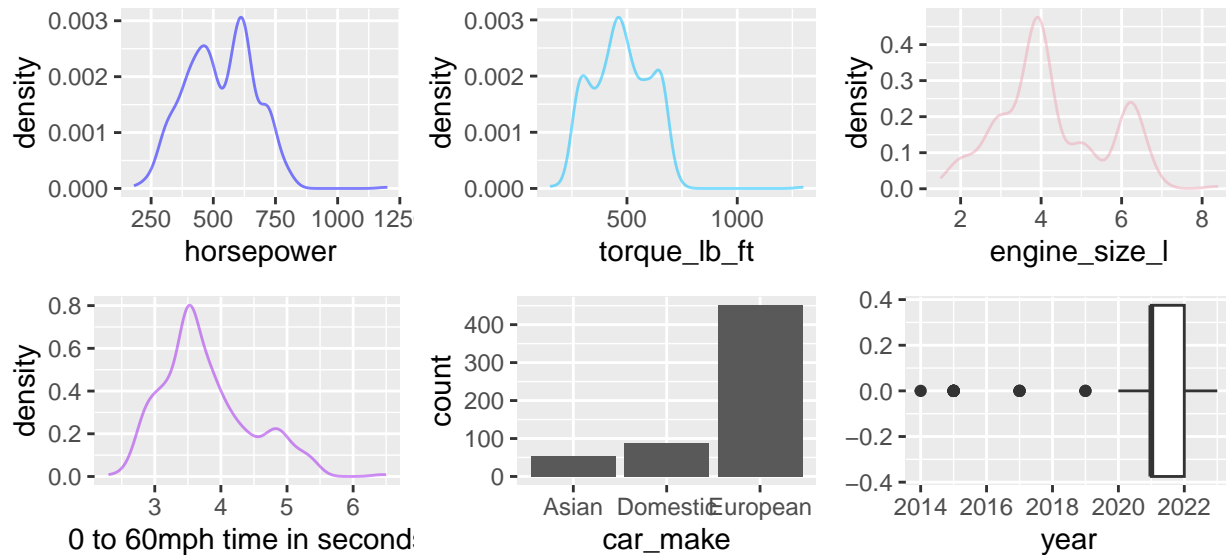 density
0.003
0.002
0.001
0.000
250 500 750 1000 125
horsepower
density
0.003
0.002
0.001
0.000
500 1000
torque_lb_ft
density
0.4
0.3
0.2
0.1
0.0
2 4 6 8
engine_size_l
density
0.8
0.6
0.4
0.2
0.0
3 4 5 6
0 to 60mph time in seconds
count
400
300
200
100
0
Asian Domestic European
car_make
0.4
0.2
0.0
−0.2
−0.4
2014 2016 2018 2020 2022
year